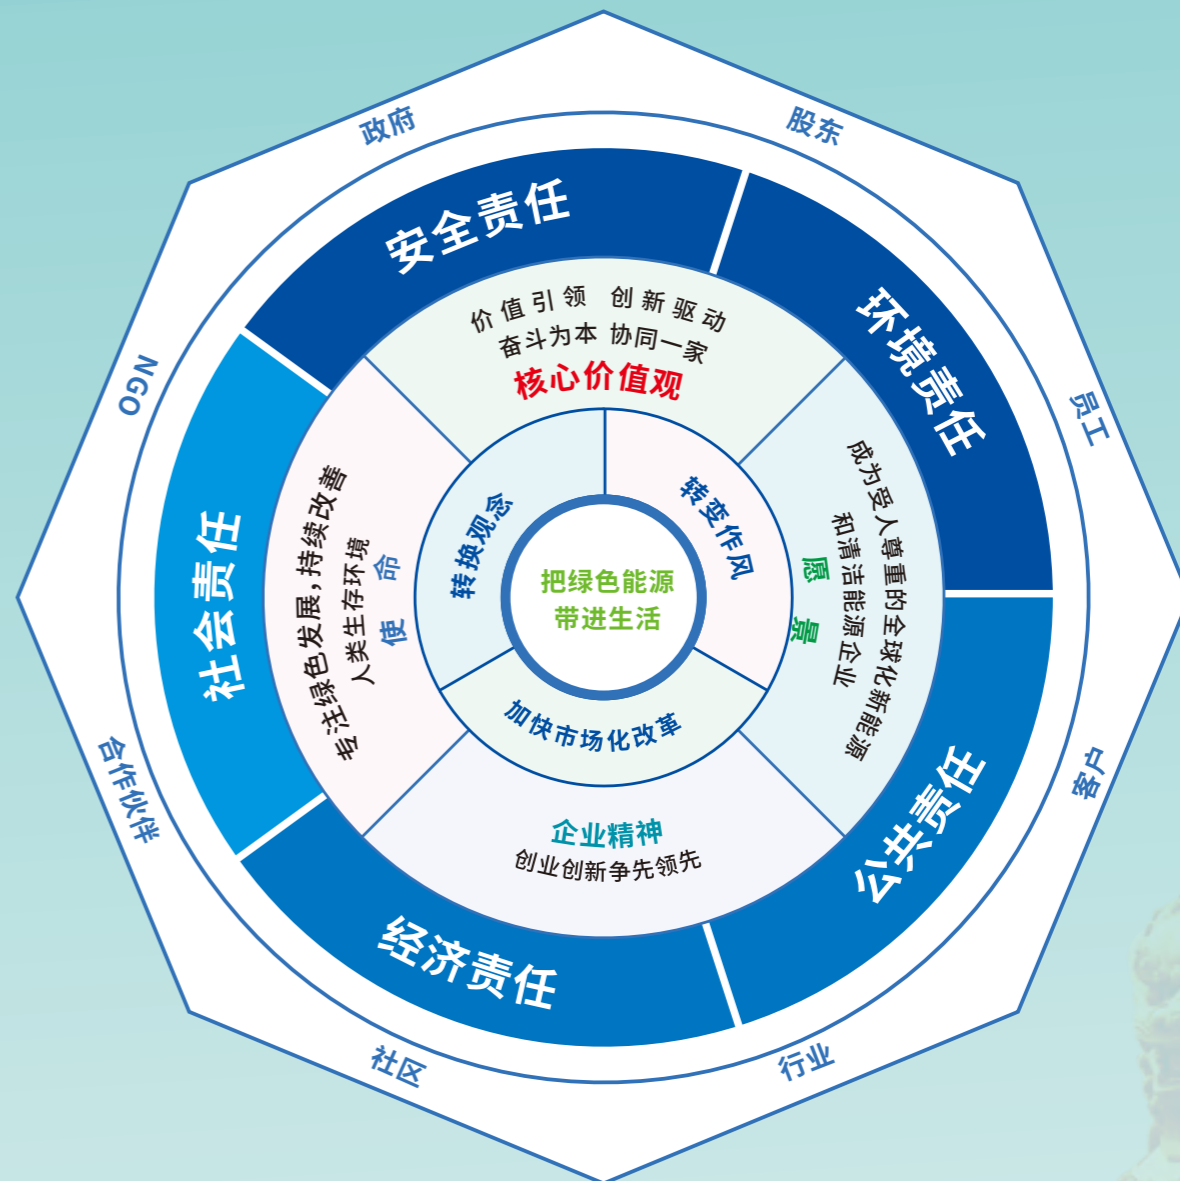 政府
股东
员工
客户
行业
社区
合作伙伴
NGO
安全责任
环境责任
公共责任
经济责任
社会责任
价值引领 创新驱动
奋斗为本 协同一家
核心价值观
成为受人尊重的全球化新能源
和清洁能源企业
愿景
企业精神
创业创新争先领先
专注绿色发展,持续改善
人类生存环境
使命
转换观念
转变作风
加快市场化改革
把绿色能源
带进生活